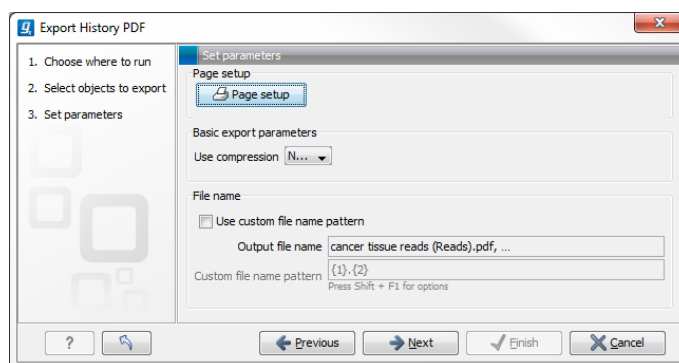 Export History PDF
1. Choose where to run
2. Select objects to export
3. Set parameters
Set parameters
Page setup
Page setup
Basic export parameters
Use compression N...
File name
Use custom file name pattern
Output file name cancer tissue reads (Reads).pdf, ...
Custom file name pattern {1}.{2}
Press Shift + F1 for options
?
Previous
Next
Finish
Cancel